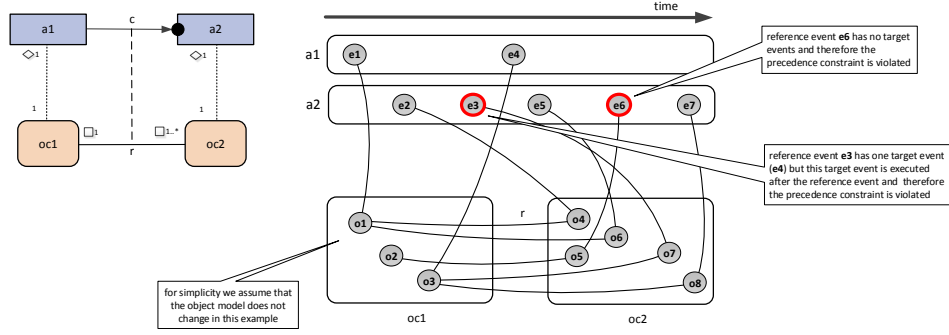 c
a1
a2
1
1
1
1
oc1
oc2
1
1..*
r
time
a1
e1
e4
a2
e2
e3
e5
e6
e7
r
o1
o2
o3
o4
o5
o6
o7
o8
oc1
oc2
reference event e6 has no target
events and therefore the
precedence constraint is violated
reference event e3 has one target event
(e4) but this target event is executed
after the reference event and therefore
the precedence constraint is violated
for simplicity we assume that
the object model does not
change in this example